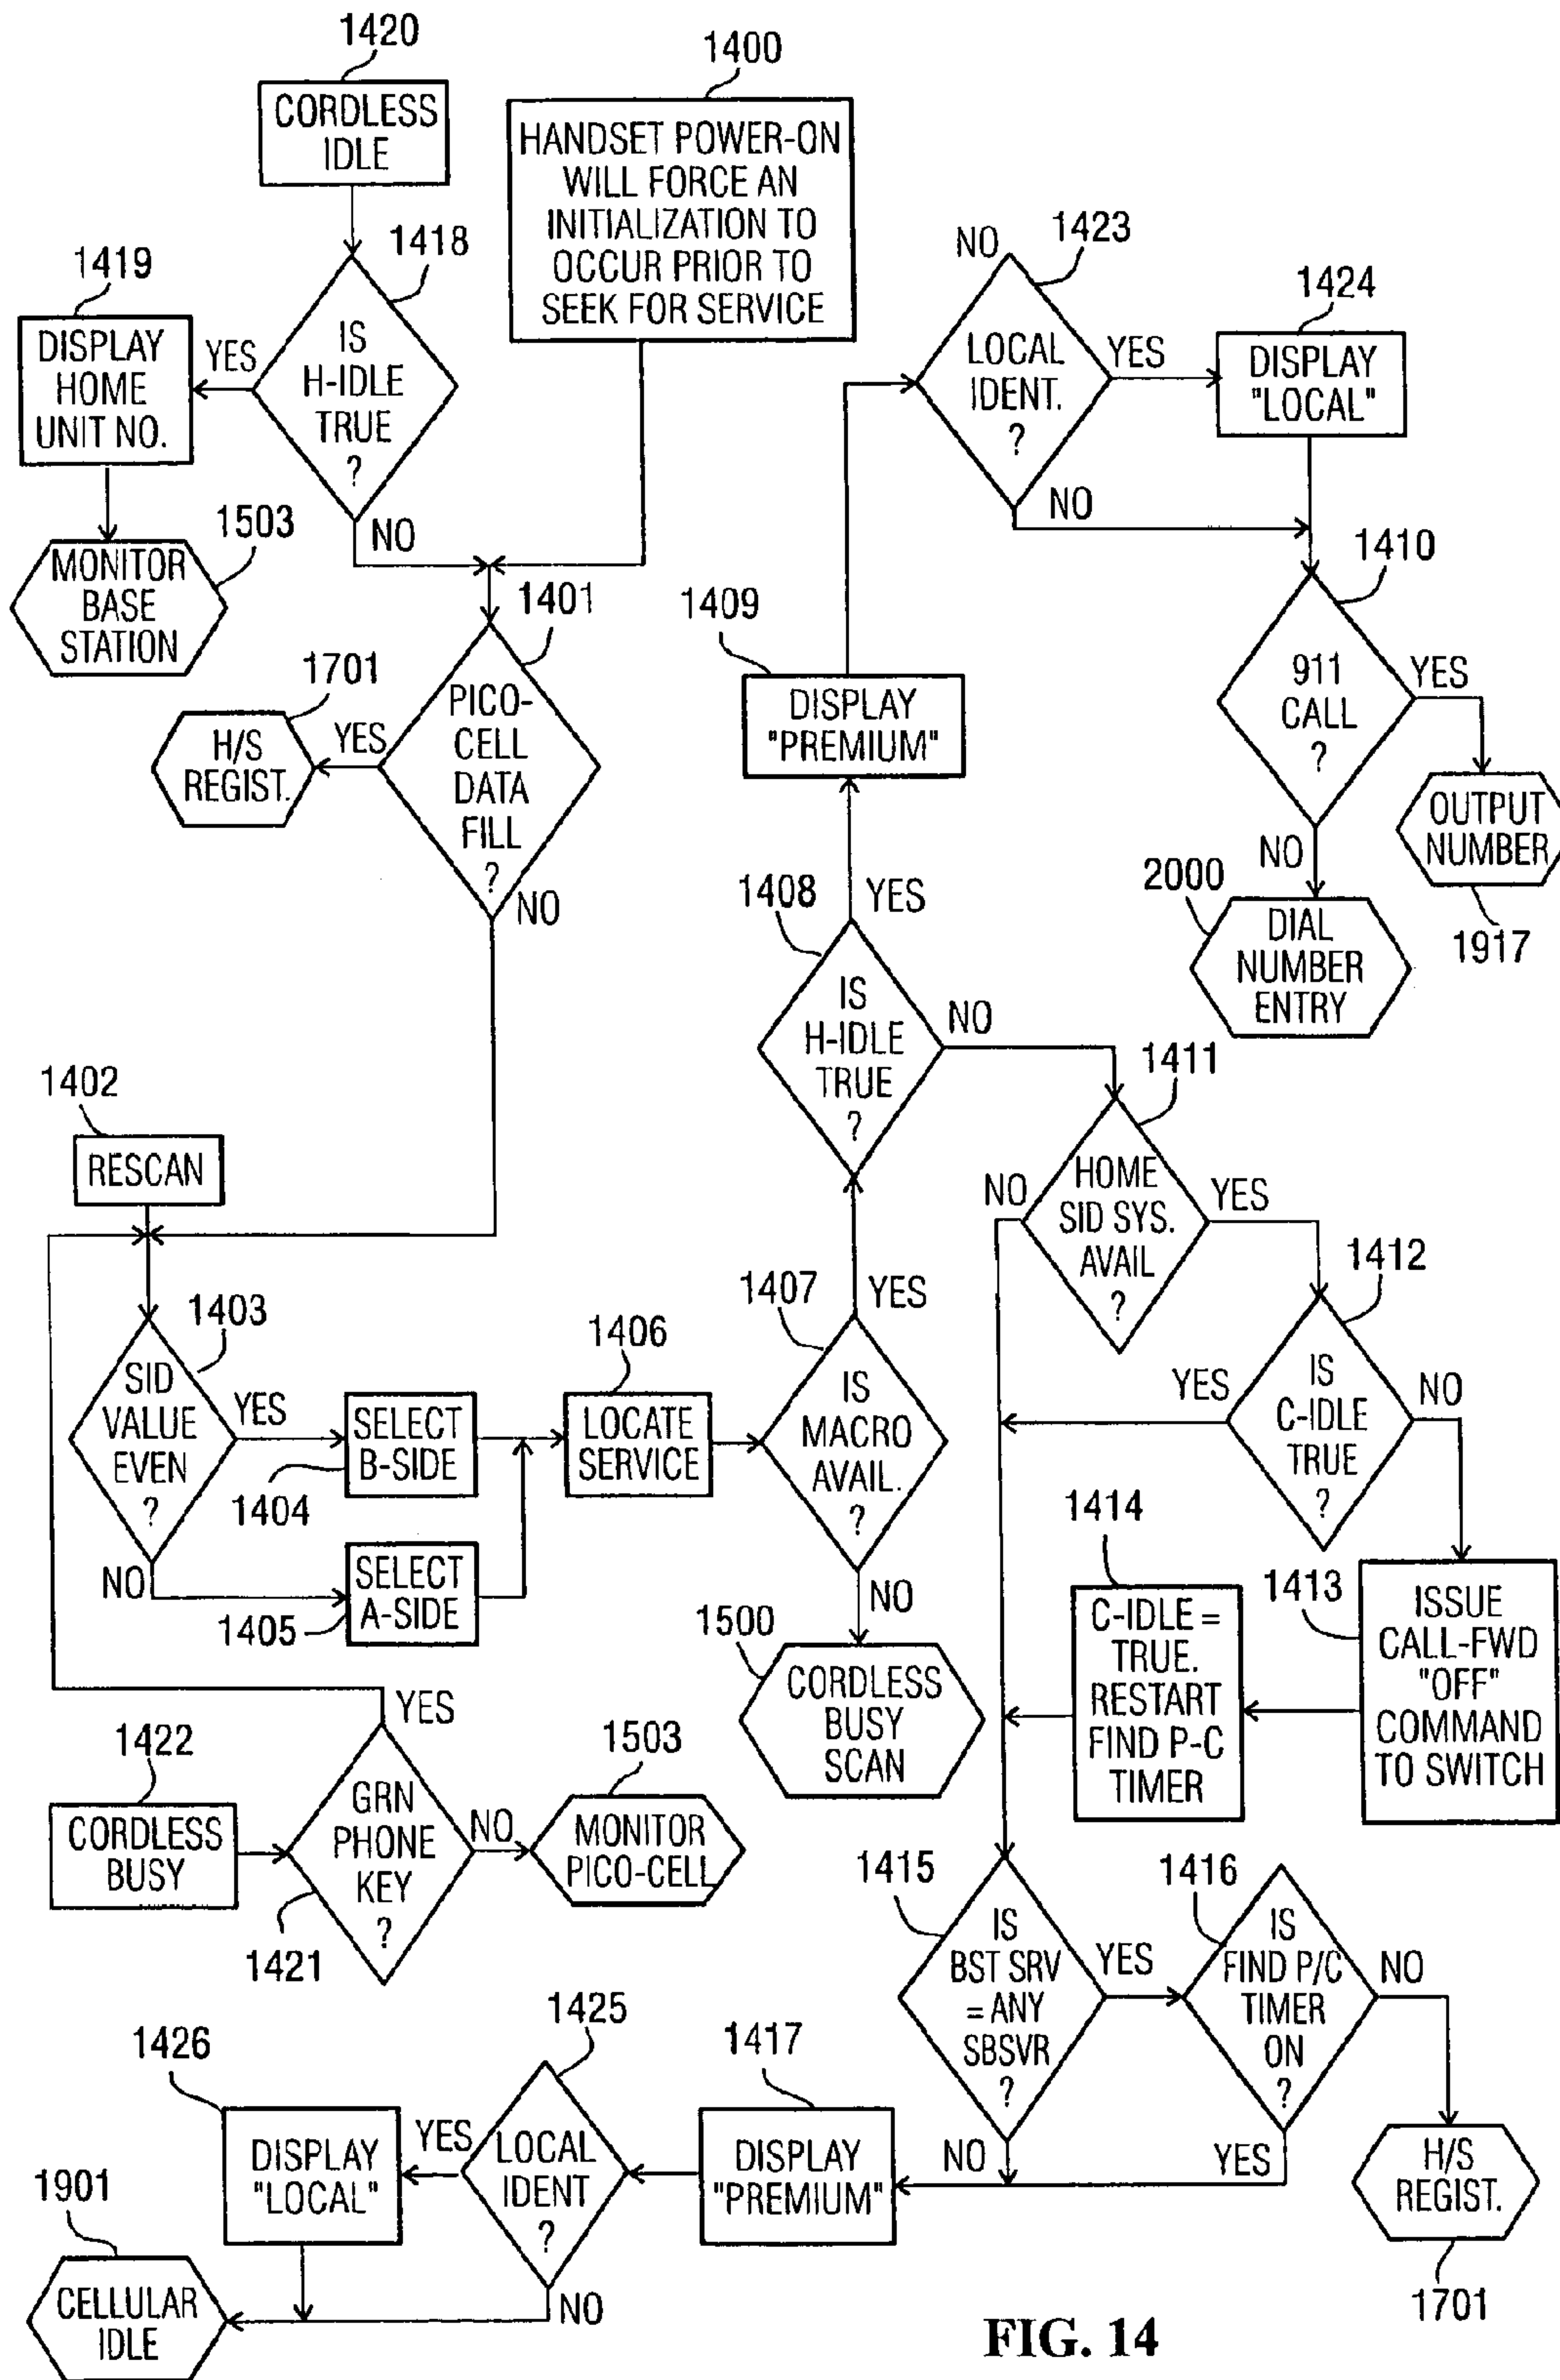 1420
CORDLESS
IDLE
1400
HANDSET POWER-ON
WILL FORCE AN
INITIALIZATION TO
OCCUR PRIOR TO
SEEK FOR SERVICE
1418
IS
H-IDLE
TRUE
?
YES
NO
1419
DISPLAY
HOME
UNIT NO.
1503
MONITOR
BASE
STATION
1401
PICO-
CELL
DATA
FILL
?
YES
NO
1701
H/S
REGIST.
1423
NO
LOCAL
IDENT.
?
YES
NO
1424
DISPLAY
"LOCAL"
1410
911
CALL
?
YES
NO
OUTPUT
NUMBER
1917
2000
DIAL
NUMBER
ENTRY
1409
DISPLAY
"PREMIUM"
1408
YES
IS
H-IDLE
TRUE
?
NO
1411
HOME
SID SYS.
AVAIL
?
NO
YES
1412
IS
C-IDLE
TRUE
?
YES
NO
1413
ISSUE
CALL-FWD
"OFF"
COMMAND
TO SWITCH
1414
C-IDLE =
TRUE.
RESTART
FIND P-C
TIMER
1402
RESCAN
1403
SID
VALUE
EVEN
?
YES
NO
SELECT
B-SIDE
1404
SELECT
A-SIDE
1405
1406
LOCATE
SERVICE
1407
YES
IS
MACRO
AVAIL.
?
NO
1500
CORDLESS
BUSY
SCAN
1422
CORDLESS
BUSY
YES
GRN
PHONE
KEY
?
1421
NO
1503
MONITOR
PICO-CELL
1415
IS
BST SRV
= ANY
SBSVR
?
YES
NO
1416
IS
FIND P/C
TIMER
ON
?
NO
YES
H/S
REGIST.
1701
1417
DISPLAY
"PREMIUM"
1425
LOCAL
IDENT
?
YES
NO
1426
DISPLAY
"LOCAL"
1901
CELLULAR
IDLE
FIG. 14